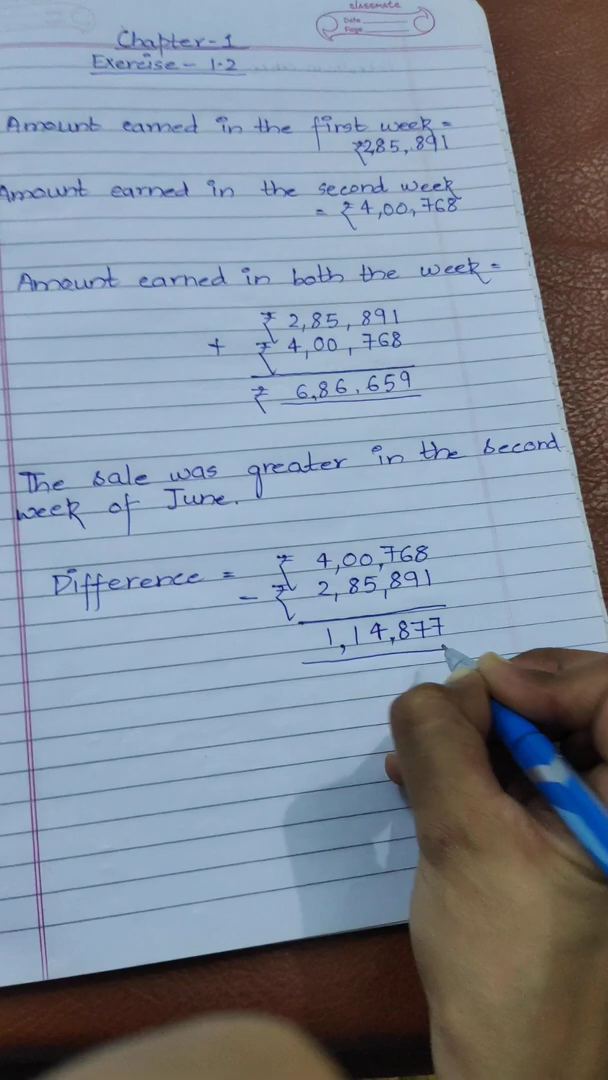 classmate
Date
Page
Chapter-1
Exercise - 1.2
Amount earned in the first week =
₹285,891
Amount earned in the second week
= ₹4,00,768
Amount earned in both the week =
₹ 2,85,891
+ ₹ 4,00,768
₹ 6,86,659
The sale was greater in the second
week of June.
Difference = ₹ 4,00,768
- ₹ 2,85,891
1,14,877